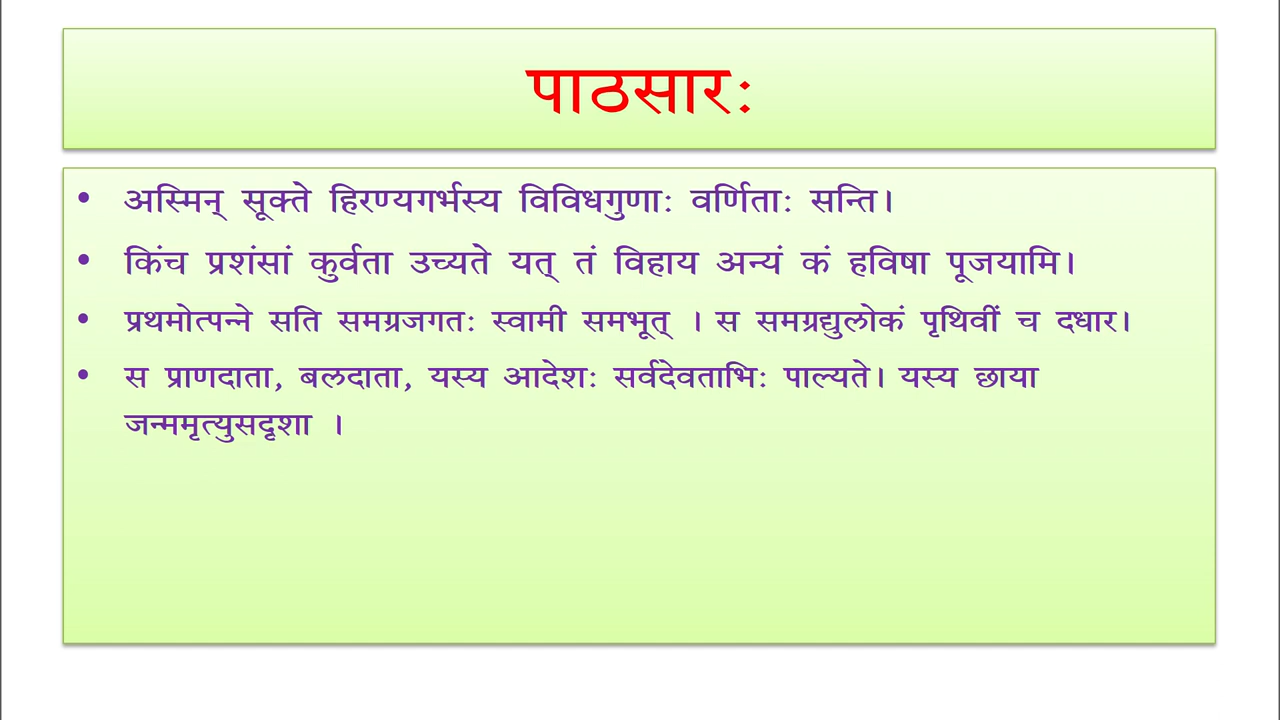 पाठसारः
• अस्मिन् सूक्ते हिरण्यगर्भस्य विविधगुणाः वर्णिताः सन्ति।
• किंच प्रशंसां कुर्वता उच्यते यत् तं विहाय अन्यं कं हविषा पूजयामि।
• प्रथमोत्पन्ने सति समग्रजगतः स्वामी समभूत् । स समग्रद्युलोकं पृथिवीं च दधार।
• स प्राणदाता, बलदाता, यस्य आदेशः सर्वदेवताभिः पाल्यते। यस्य छाया
जन्ममृत्युसदृशा ।